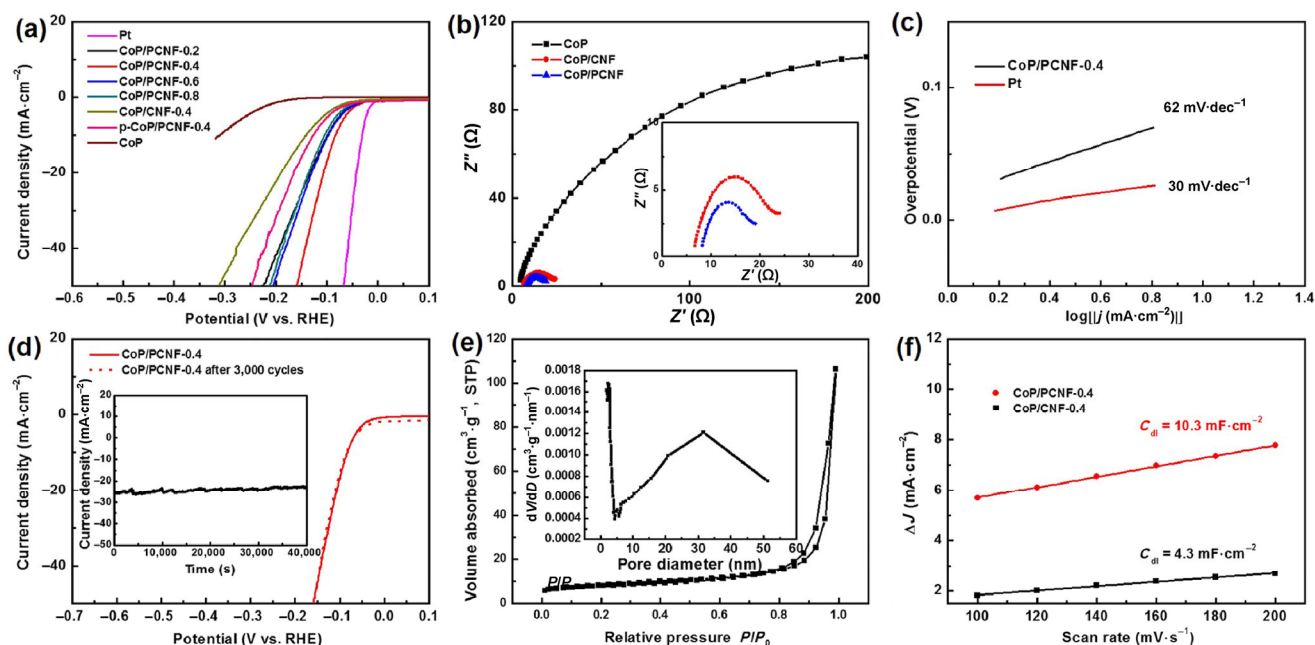 (a)
20
0
−20
−40
Current density (mA·cm⁻²)
Pt
CoP/PCNF-0.2
CoP/PCNF-0.4
CoP/PCNF-0.6
CoP/PCNF-0.8
CoP/CNF-0.4
p-CoP/PCNF-0.4
CoP
−0.6 −0.5 −0.4 −0.3 −0.2 −0.1 0.0 0.1
Potential (V vs. RHE)
(b)
120
80
40
0
Z″ (Ω)
CoP
CoP/CNF
CoP/PCNF
10
5
0
Z″ (Ω)
0 10 20 30 40
Z′ (Ω)
0 100 200
Z′ (Ω)
(c)
0.1
0.0
Overpotential (V)
CoP/PCNF-0.4
Pt
62 mV·dec⁻¹
30 mV·dec⁻¹
0.0 0.2 0.4 0.6 0.8 1.0 1.2 1.4
log||j (mA·cm⁻²)||
(d)
20
0
−20
−40
Current density (mA·cm⁻²)
CoP/PCNF-0.4
CoP/PCNF-0.4 after 3,000 cycles
20
10
0
−10
−20
−30
−40
−50
Current density (mA·cm⁻²)
0 10,000 20,000 3,000 40,000
Time (s)
−0.6 −0.5 −0.4 −0.3 −0.2 −0.1 0.0 0.1
Potential (V vs. RHE)
(e)
120
100
80
60
40
20
0
Volume absorbed (cm³·g⁻¹, STP)
0.0018
0.0016
0.0014
0.0012
0.0010
0.0008
0.0006
0.0004
0.0002
dV/dD (cm³·g⁻¹·nm⁻¹)
0 10 20 30 40 50 60
Pore diameter (nm)
P/P
0.0 0.2 0.4 0.6 0.8 1.0
Relative pressure P/P₀
(f)
8
6
4
2
ΔJ (mA·cm⁻²)
CoP/PCNF-0.4
CoP/CNF-0.4
Cdl = 10.3 mF·cm⁻²
Cdl = 4.3 mF·cm⁻²
100 120 140 160 180 200
Scan rate (mV·s⁻¹)